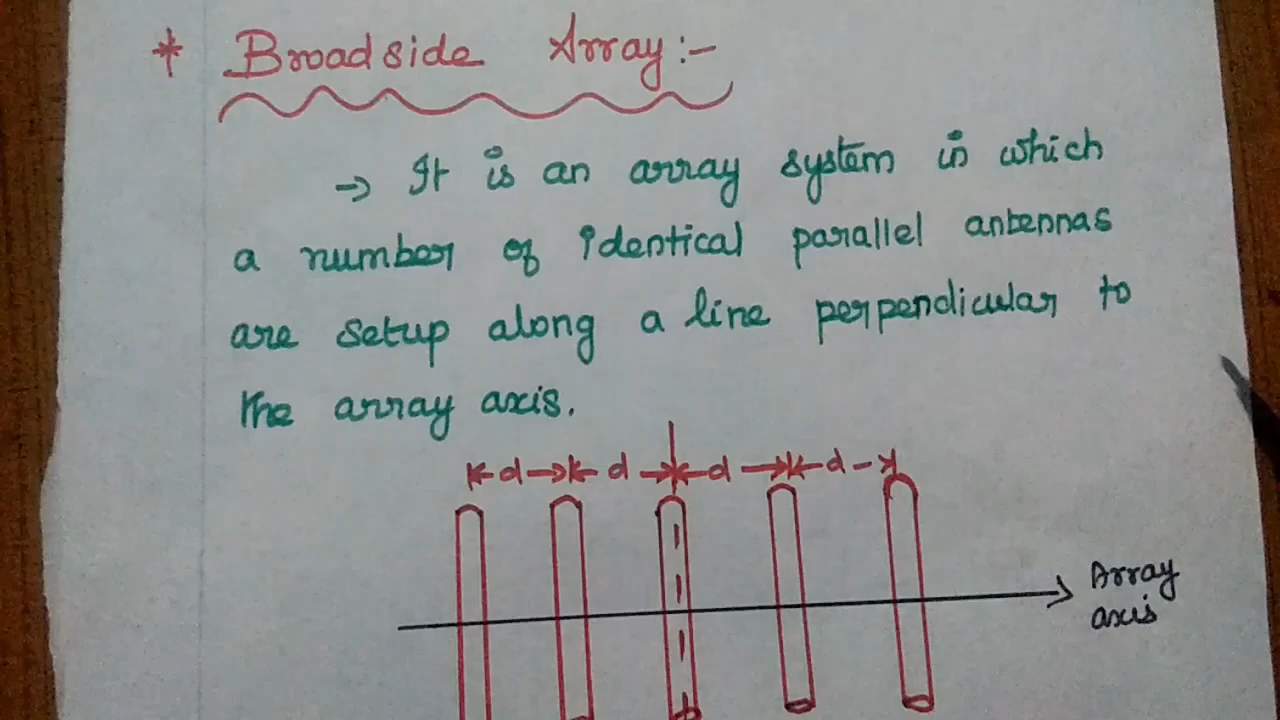 * Broadside Array:-
→ It is an array system in which
a number of identical parallel antennas
are setup along a line perpendicular to
the array axis.
d d d d
Array
axis